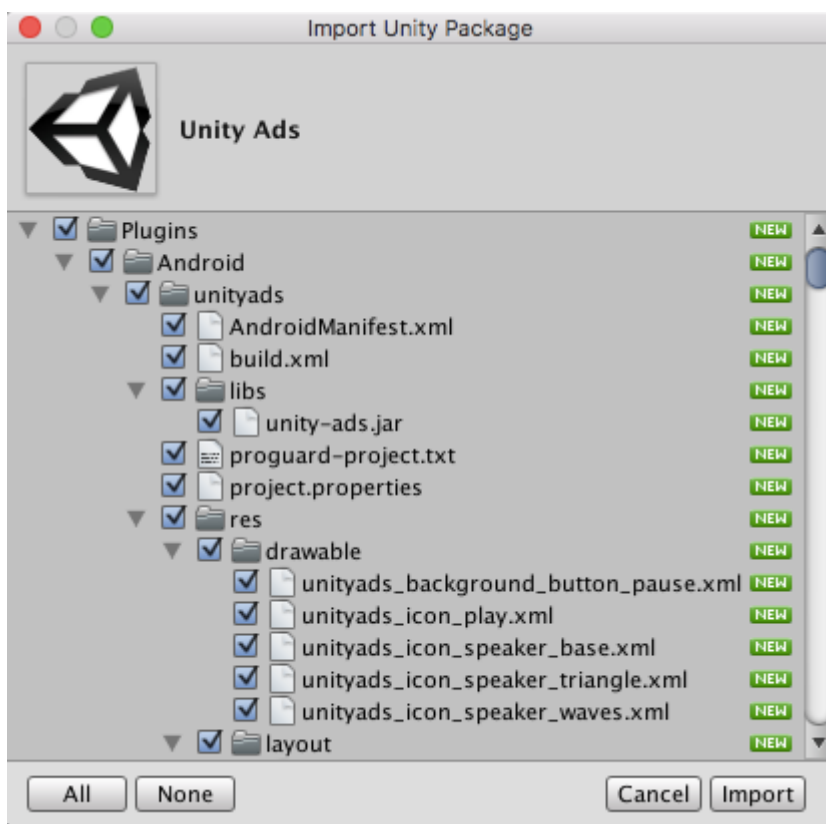 Import Unity Package
Unity Ads
Plugins NEW
Android NEW
unityads NEW
AndroidManifest.xml NEW
build.xml NEW
libs NEW
unity-ads.jar NEW
proguard-project.txt NEW
project.properties NEW
res NEW
drawable NEW
unityads_background_button_pause.xml NEW
unityads_icon_play.xml NEW
unityads_icon_speaker_base.xml NEW
unityads_icon_speaker_triangle.xml NEW
unityads_icon_speaker_waves.xml NEW
layout NEW
All None Cancel Import